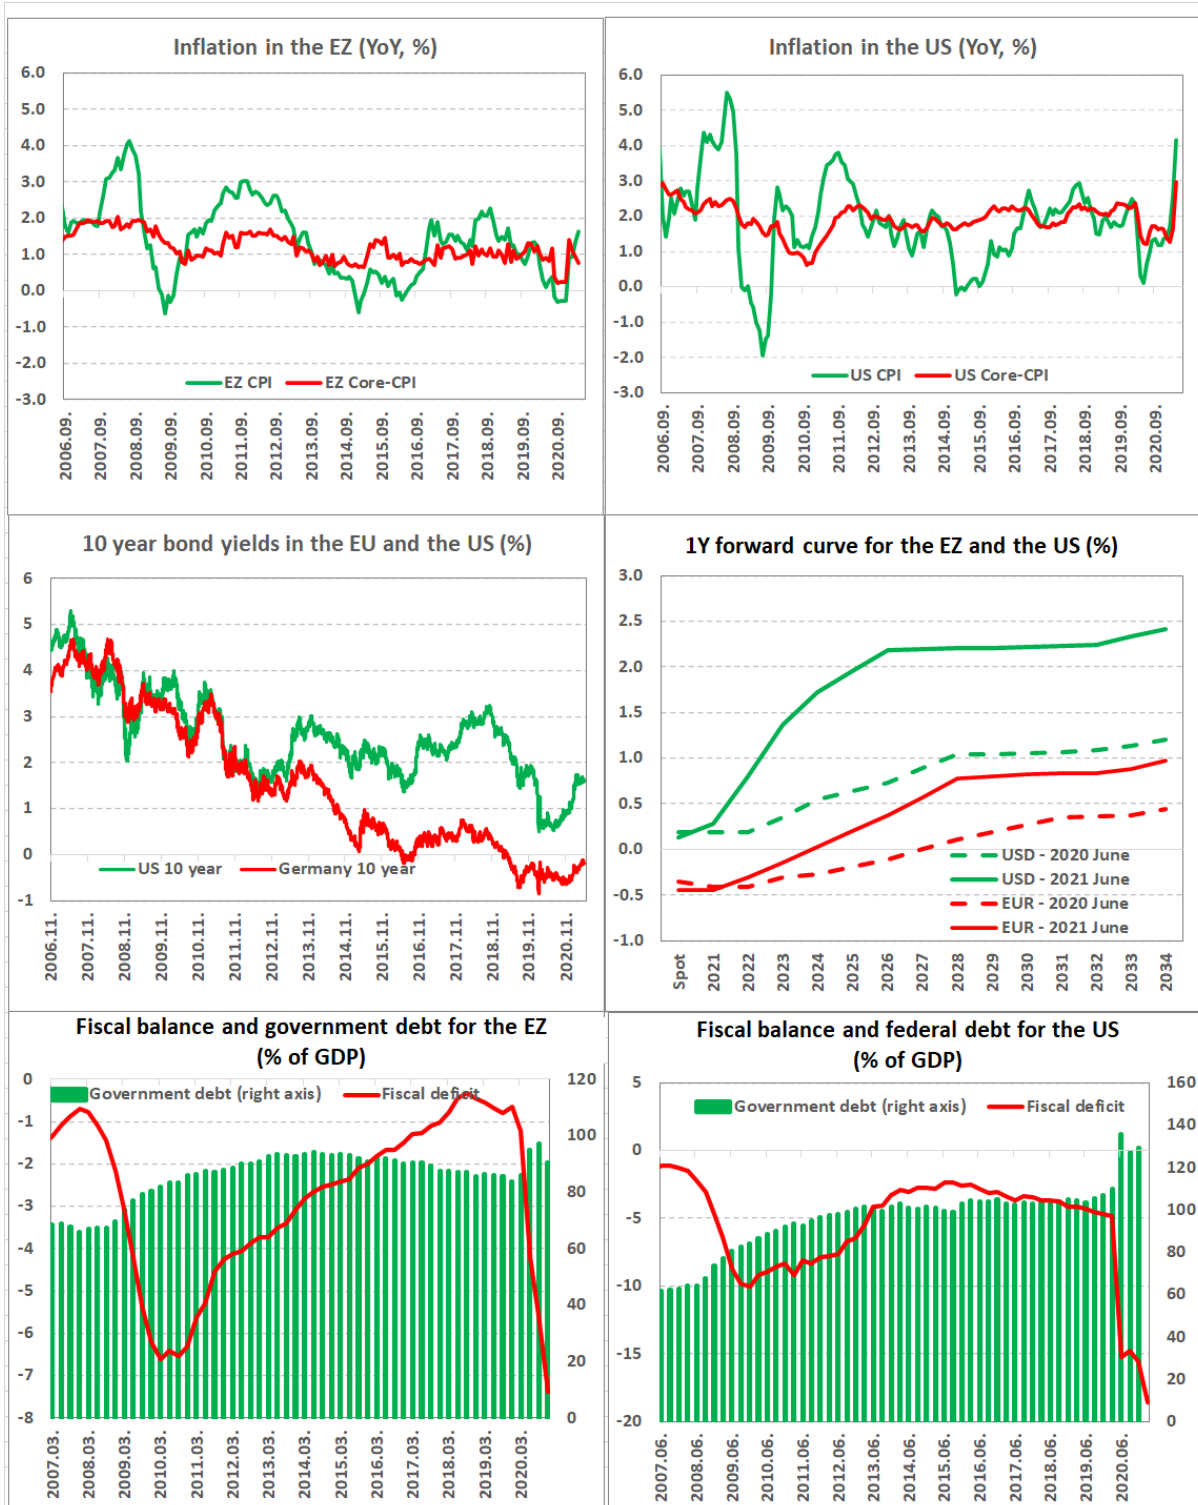 Inflation in the EZ (YoY, %)
6.0
5.0
4.0
3.0
2.0
1.0
0.0
-1.0
-2.0
-3.0
EZ CPI EZ Core-CPI
2006.09. 2007.09. 2008.09. 2009.09. 2010.09. 2011.09. 2012.09. 2013.09. 2014.09. 2015.09. 2016.09. 2017.09. 2018.09. 2019.09. 2020.09.
Inflation in the US (YoY, %)
6.0
5.0
4.0
3.0
2.0
1.0
0.0
-1.0
-2.0
-3.0
US CPI US Core-CPI
2006.09. 2007.09. 2008.09. 2009.09. 2010.09. 2011.09. 2012.09. 2013.09. 2014.09. 2015.09. 2016.09. 2017.09. 2018.09. 2019.09. 2020.09.
10 year bond yields in the EU and the US (%)
6
5
4
3
2
1
0
-1
US 10 year Germany 10 year
2006.11. 2007.11. 2008.11. 2009.11. 2010.11. 2011.11. 2012.11. 2013.11. 2014.11. 2015.11. 2016.11. 2017.11. 2018.11. 2019.11. 2020.11.
1Y forward curve for the EZ and the US (%)
3.0
2.5
2.0
1.5
1.0
0.5
0.0
-0.5
-1.0
USD - 2020 June
USD - 2021 June
EUR - 2020 June
EUR - 2021 June
Spot 2021 2022 2023 2024 2025 2026 2027 2028 2029 2030 2031 2032 2033 2034
Fiscal balance and government debt for the EZ
(% of GDP)
Government debt (right axis) Fiscal deficit
0
-1
-2
-3
-4
-5
-6
-7
-8
120
100
80
60
40
20
0
2007.03. 2008.03. 2009.03. 2010.03. 2011.03. 2012.03. 2013.03. 2014.03. 2015.03. 2016.03. 2017.03. 2018.03. 2019.03. 2020.03.
Fiscal balance and federal debt for the US
(% of GDP)
Government debt (right axis) Fiscal deficit
5
0
-5
-10
-15
-20
160
140
120
100
80
60
40
20
0
2007.06. 2008.06. 2009.06. 2010.06. 2011.06. 2012.06. 2013.06. 2014.06. 2015.06. 2016.06. 2017.06. 2018.06. 2019.06. 2020.06.